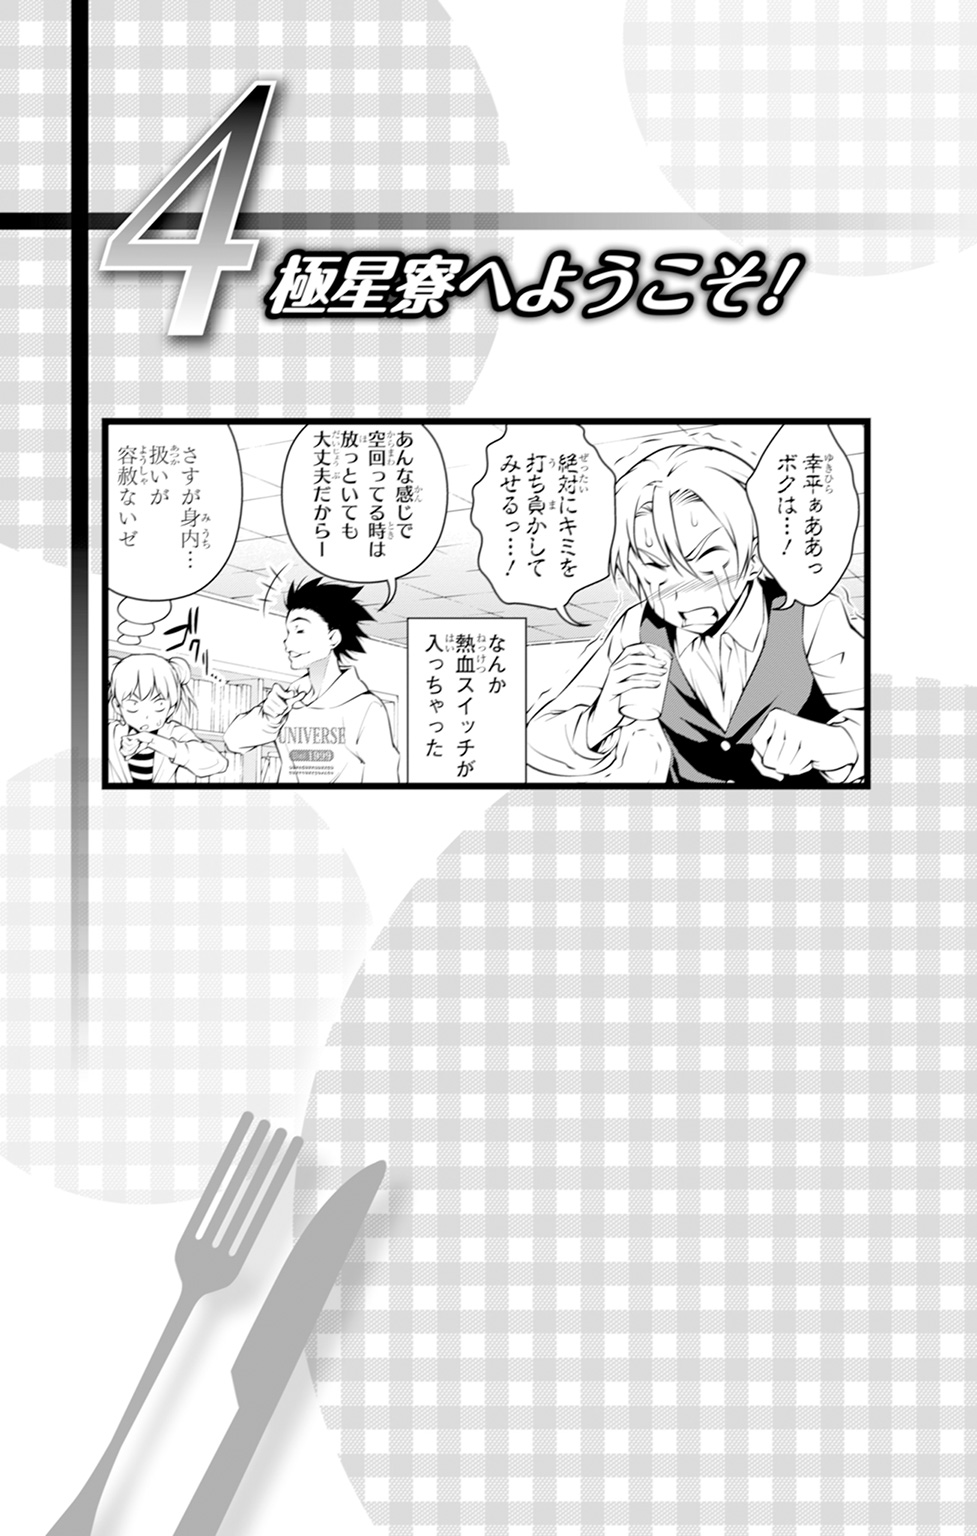 4
極星寮へようこそ!
幸平ぁああっ
ボクは…!
絶対にキミを
打ち負かして
みせるっ…!
なんか
熱血スイッチが
入っちゃった
あんな感じで
空回ってる時は
放っといても
大丈夫だからー
さすが身内…
扱いが
容赦ないゼ
UNIVERSE
Est 1999